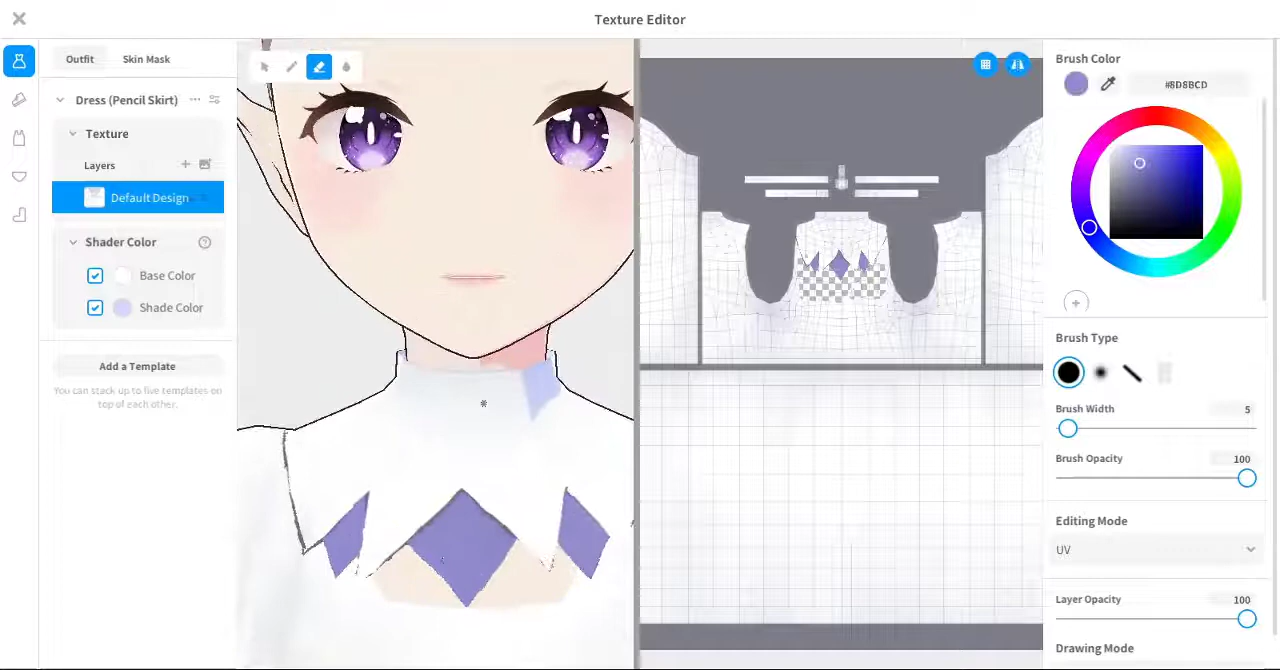 Texture Editor
Outfit
Skin Mask
Dress (Pencil Skirt)
Texture
Layers
Default Design
Shader Color
Base Color
Shade Color
Add a Template
You can stack up to five templates on
top of each other.
Brush Color
#8D8BCD
Brush Type
Brush Width
5
Brush Opacity
100
Editing Mode
UV
Layer Opacity
100
Drawing Mode